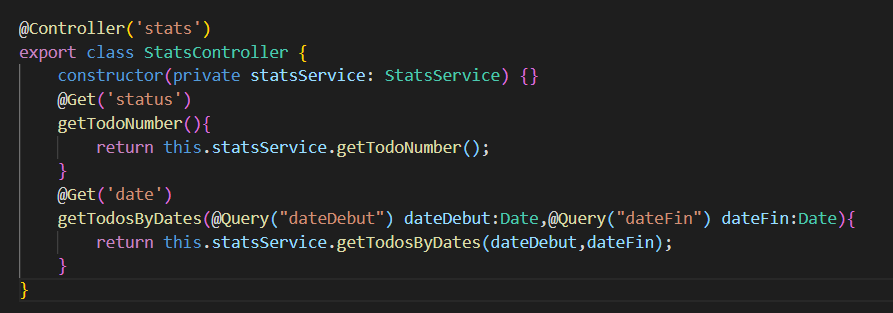 @Controller('stats')
export class StatsController {
    constructor(private statsService: StatsService) {}
    @Get('status')
    getTodoNumber(){
        return this.statsService.getTodoNumber();
    }
    @Get('date')
    getTodosByDates(@Query("dateDebut") dateDebut:Date,@Query("dateFin") dateFin:Date){
        return this.statsService.getTodosByDates(dateDebut,dateFin);
    }
}